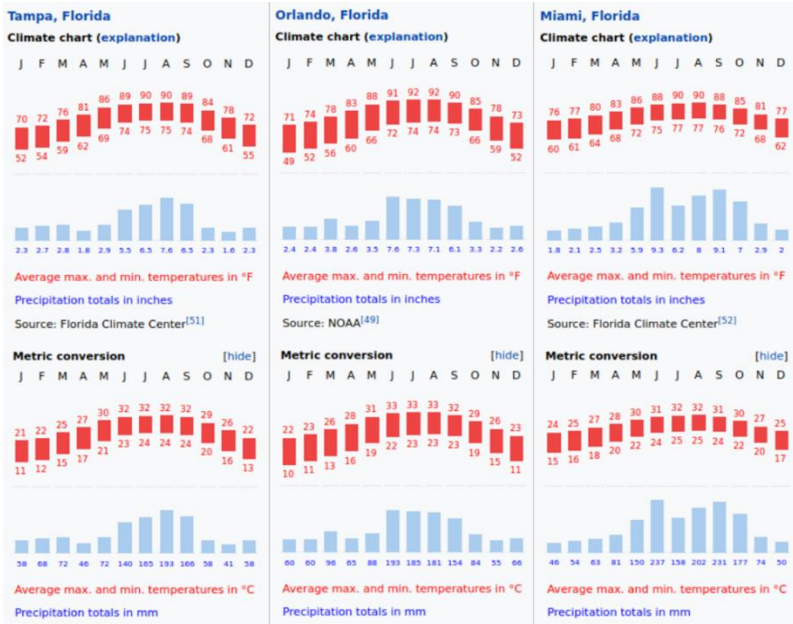 Tampa, Florida
Climate chart (explanation)
J F M A M J J A S O N D
70 72 76 81 86 89 90 90 89 84 78 72
52 54 59 62 69 74 75 75 74 68 61 55
2.3 2.7 2.8 1.8 2.9 5.5 6.5 7.6 6.5 2.3 1.6 2.3
Average max. and min. temperatures in °F
Precipitation totals in inches
Source: Florida Climate Center[51]
Metric conversion [hide]
J F M A M J J A S O N D
21 22 25 27 30 32 32 32 32 29 26 22
11 12 15 17 21 23 24 24 24 20 16 13
58 68 72 46 72 140 165 193 166 58 41 58
Average max. and min. temperatures in °C
Precipitation totals in mm
Orlando, Florida
Climate chart (explanation)
J F M A M J J A S O N D
71 74 78 83 88 91 92 92 90 85 78 73
49 52 56 60 66 72 74 74 73 66 59 52
2.4 2.4 3.8 2.6 3.5 7.6 7.3 7.1 6.1 3.3 2.2 2.6
Average max. and min. temperatures in °F
Precipitation totals in inches
Source: NOAA[49]
Metric conversion [hide]
J F M A M J J A S O N D
22 23 26 28 31 33 33 33 32 29 26 23
10 11 13 16 19 22 23 23 23 19 15 11
60 60 96 65 88 193 185 181 154 84 55 66
Average max. and min. temperatures in °C
Precipitation totals in mm
Miami, Florida
Climate chart (explanation)
J F M A M J J A S O N D
76 77 80 83 86 88 90 90 88 85 81 77
60 61 64 68 72 75 77 77 76 72 68 62
1.8 2.1 2.5 3.2 5.9 9.3 6.2 8 9.1 7 2.9 2
Average max. and min. temperatures in °F
Precipitation totals in inches
Source: Florida Climate Center[52]
Metric conversion [hide]
J F M A M J J A S O N D
24 25 27 28 30 31 32 32 31 30 27 25
15 16 18 20 22 24 25 25 24 22 20 17
46 54 63 81 150 237 158 202 231 177 74 50
Average max. and min. temperatures in °C
Precipitation totals in mm